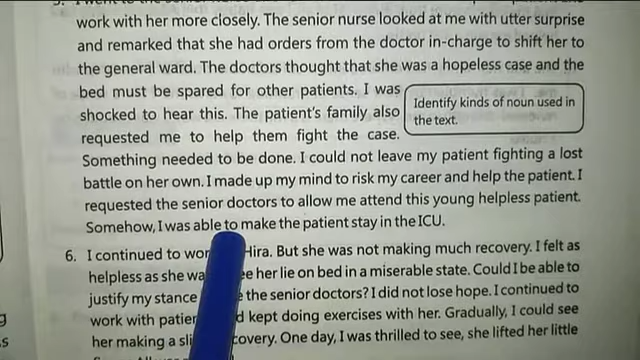 work with her more closely. The senior nurse looked at me with utter surprise
and remarked that she had orders from the doctor in-charge to shift her to
the general ward. The doctors thought that she was a hopeless case and the
bed must be spared for other patients. I was
shocked to hear this. The patient's family also
requested me to help them fight the case.
Identify kinds of noun used in
the text.
Something needed to be done. I could not leave my patient fighting a lost
battle on her own. I made up my mind to risk my career and help the patient. I
requested the senior doctors to allow me attend this young helpless patient.
Somehow, I was able to make the patient stay in the ICU.
6. I continued to Hira. But she was not making much recovery. I felt as
helpless as she her lie on bed in a miserable state. Could I be able to
justify my stance the senior doctors? I did not lose hope. I continued to
work with kept doing exercises with her. Gradually, I could see
her making a One day, I was thrilled to see, she lifted her little